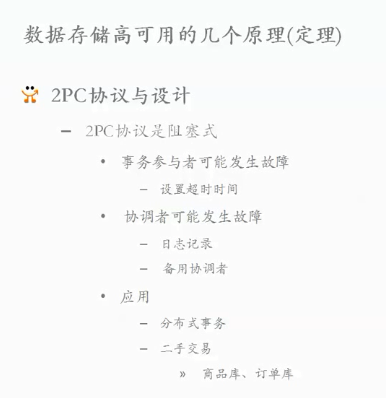 数据存储高可用的几个原理(定理)
2PC协议与设计
– 2PC协议是阻塞式
• 事务参与者可能发生故障
– 设置超时时间
• 协调者可能发生故障
– 日志记录
– 备用协调者
• 应用
– 分布式事务
– 二手交易
» 商品库、订单库